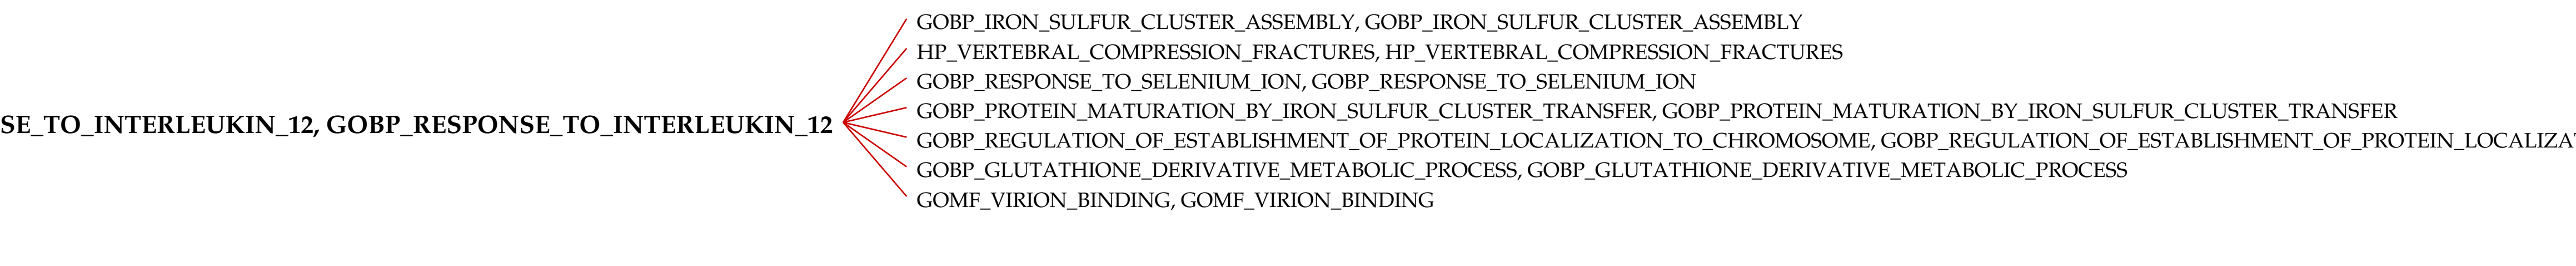 GOBP_IRON_SULFUR_CLUSTER_ASSEMBLY, GOBP_IRON_SULFUR_CLUSTER_ASSEMBLY
HP_VERTEBRAL_COMPRESSION_FRACTURES, HP_VERTEBRAL_COMPRESSION_FRACTURES
GOBP_RESPONSE_TO_SELENIUM_ION, GOBP_RESPONSE_TO_SELENIUM_ION
GOBP_PROTEIN_MATURATION_BY_IRON_SULFUR_CLUSTER_TRANSFER, GOBP_PROTEIN_MATURATION_BY_IRON_SULFUR_CLUSTER_TRANSFER
SE_TO_INTERLEUKIN_12, GOBP_RESPONSE_TO_INTERLEUKIN_12
GOBP_REGULATION_OF_ESTABLISHMENT_OF_PROTEIN_LOCALIZATION_TO_CHROMOSOME, GOBP_REGULATION_OF_ESTABLISHMENT_OF_PROTEIN_LOCALIZA
GOBP_GLUTATHIONE_DERIVATIVE_METABOLIC_PROCESS, GOBP_GLUTATHIONE_DERIVATIVE_METABOLIC_PROCESS
GOMF_VIRION_BINDING, GOMF_VIRION_BINDING